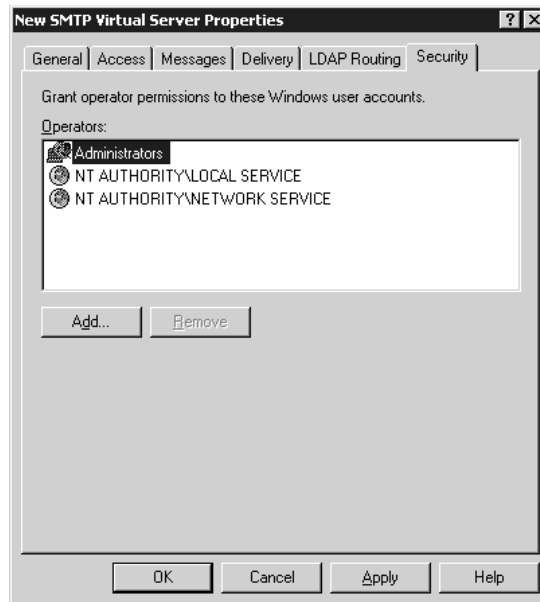 New SMTP Virtual Server Properties ? X
General Access Messages Delivery LDAP Routing Security
Grant operator permissions to these Windows user accounts.
Operators:
Administrators
NT AUTHORITY\LOCAL SERVICE
NT AUTHORITY\NETWORK SERVICE
Add... Remove
OK Cancel Apply Help